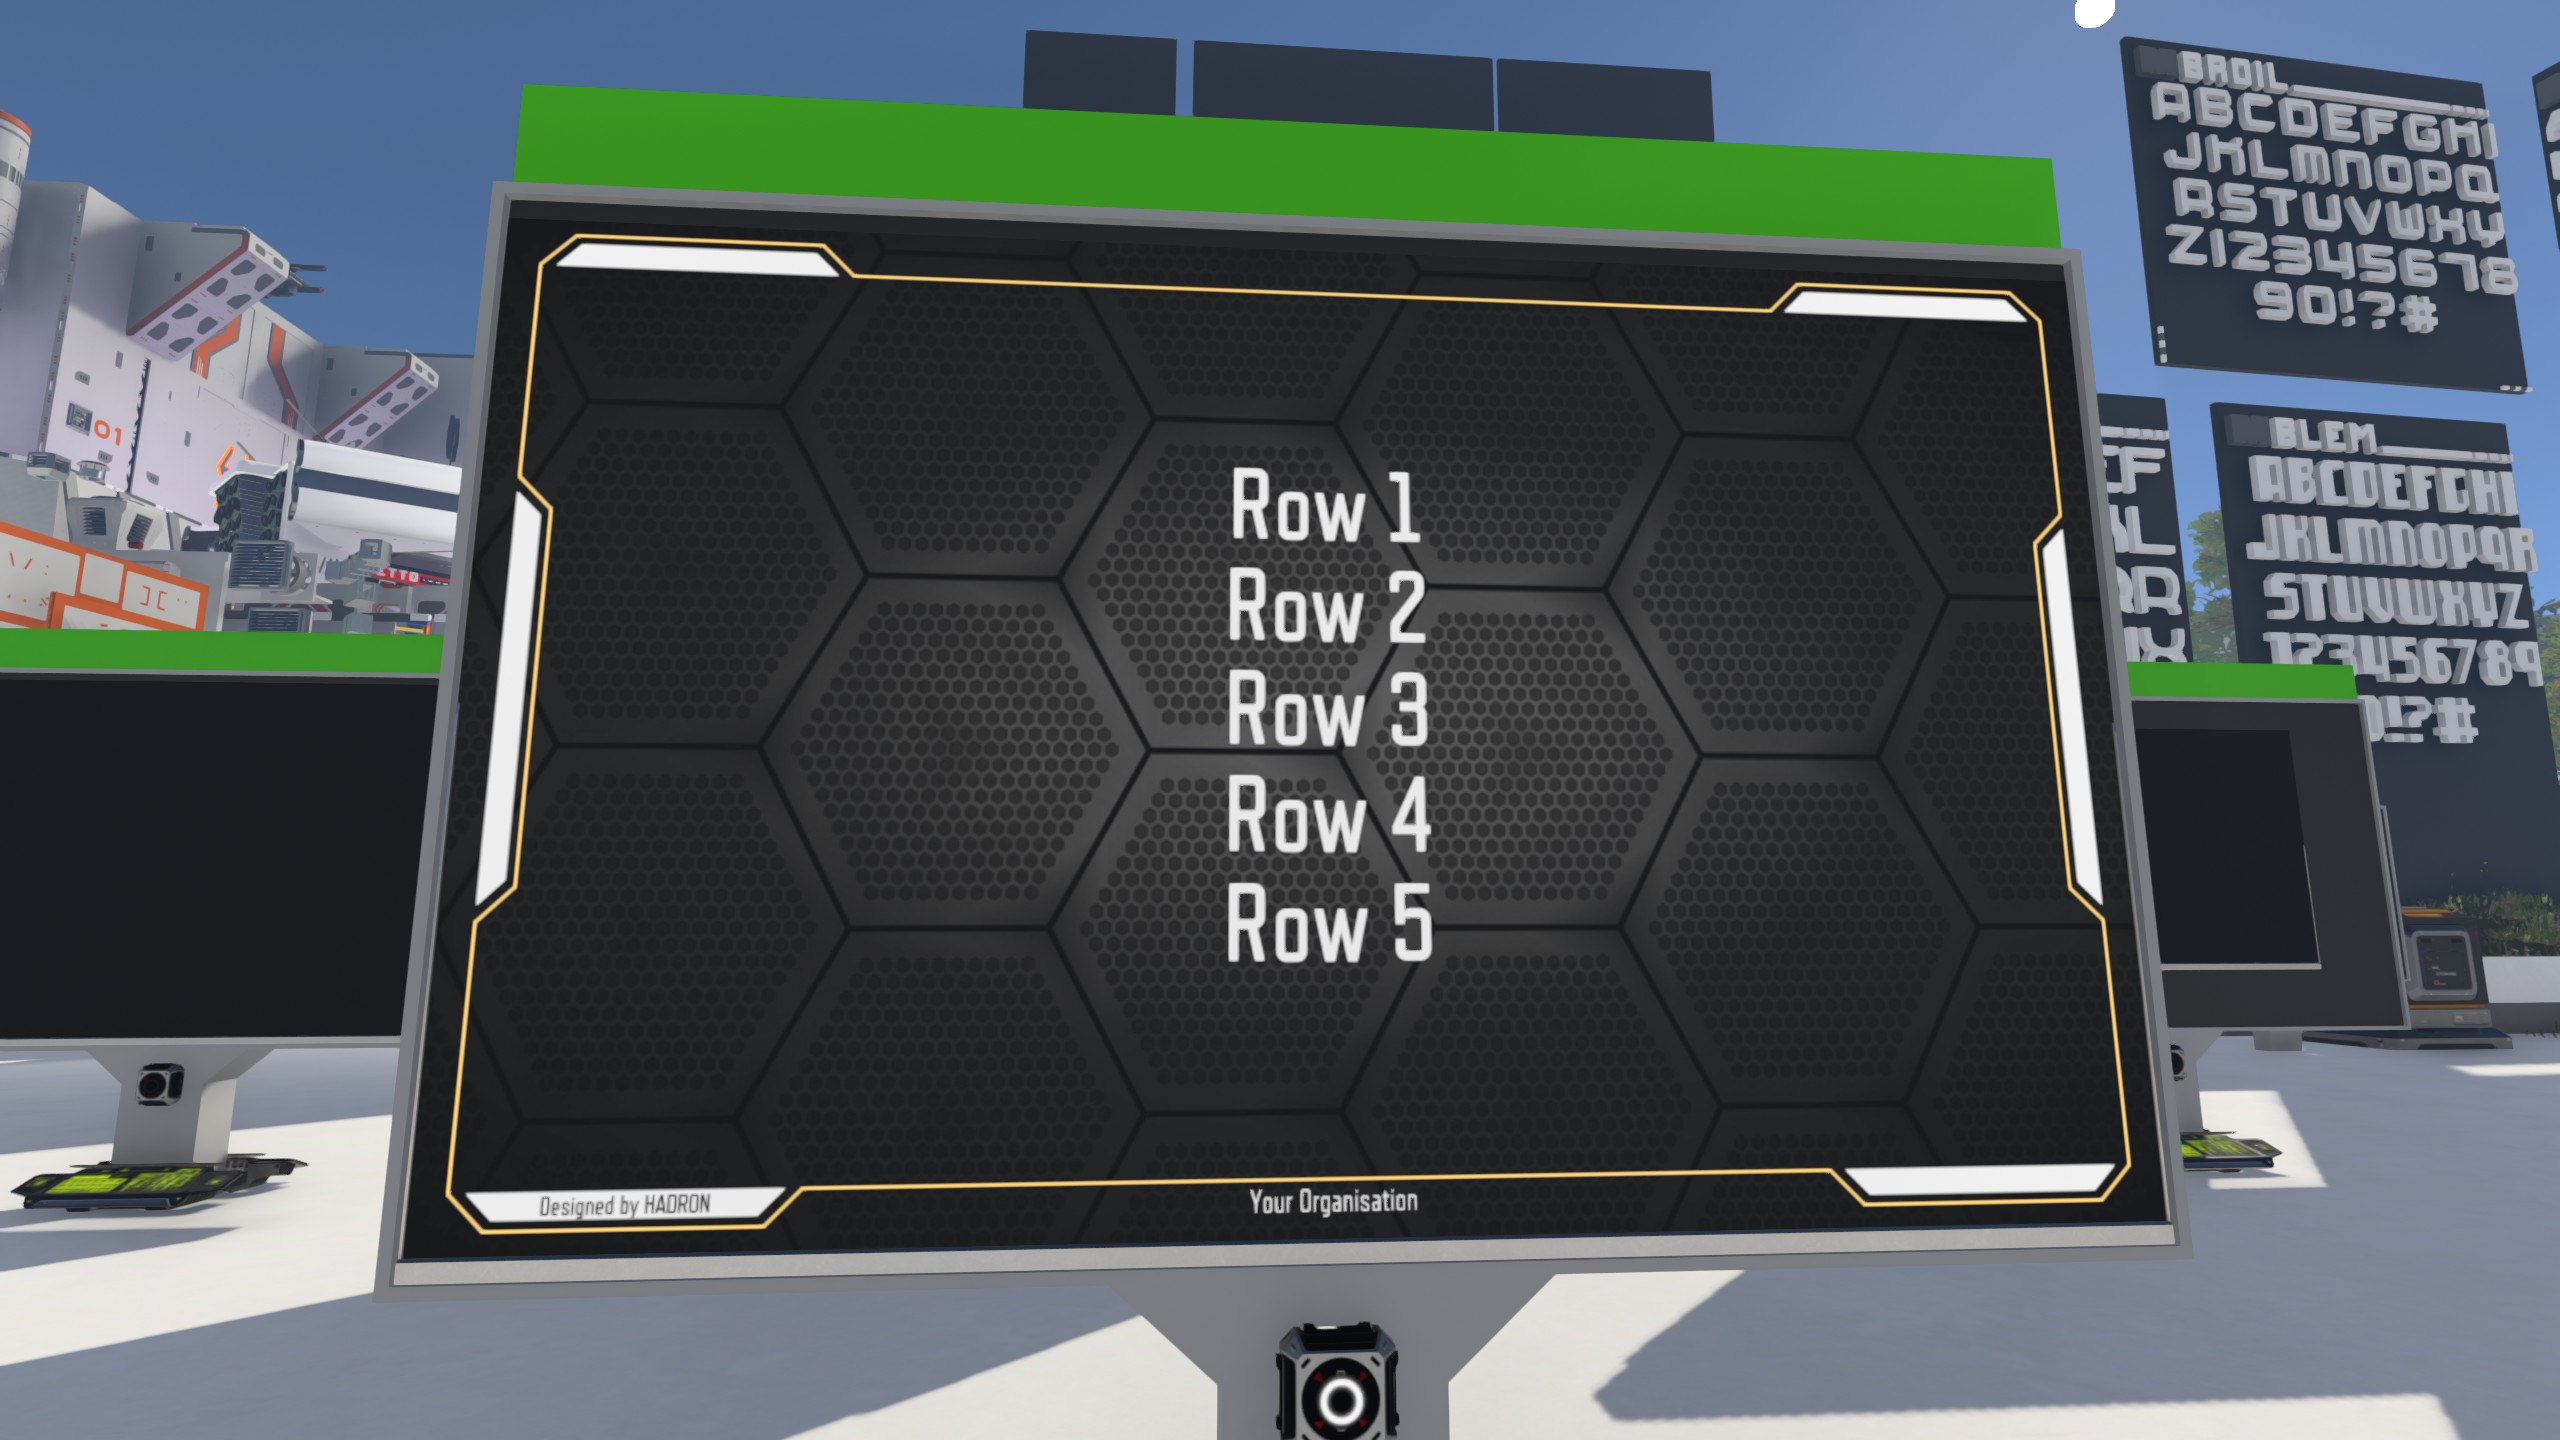 Row 1
Row 2
Row 3
Row 4
Row 5
Designed by HADRON
Your Organisation
BROIL
ABCDEFGHI
JKLMNOPQ
RSTUVWXY
Z12345678
90!?#
BLEM
ABCDEFGHI
JKLMNOPQR
STUVWXYZ
123456789
!?#
01